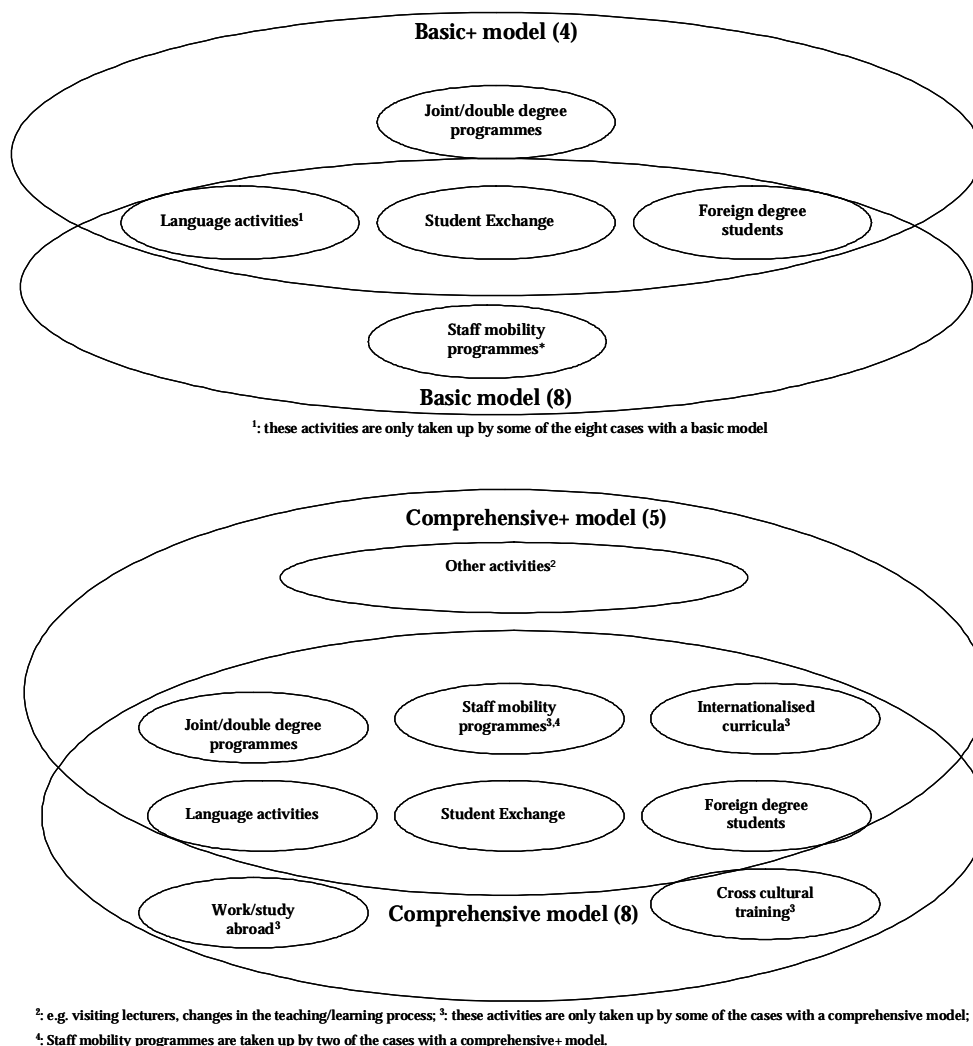 Basic+ model (4)
Joint/double degree
programmes
Language activities¹
Student Exchange
Foreign degree
students
Staff mobility
programmes*
Basic model (8)
¹: these activities are only taken up by some of the eight cases with a basic model
Comprehensive+ model (5)
Other activities²
Joint/double degree
programmes
Staff mobility
programmes³,⁴
Internationalised
curricula³
Language activities
Student Exchange
Foreign degree
students
Work/study
abroad³
Comprehensive model (8)
Cross cultural
training³
²: e.g. visiting lecturers, changes in the teaching/learning process; ³: these activities are only taken up by some of the cases with a comprehensive model;
⁴: Staff mobility programmes are taken up by two of the cases with a comprehensive+ model.